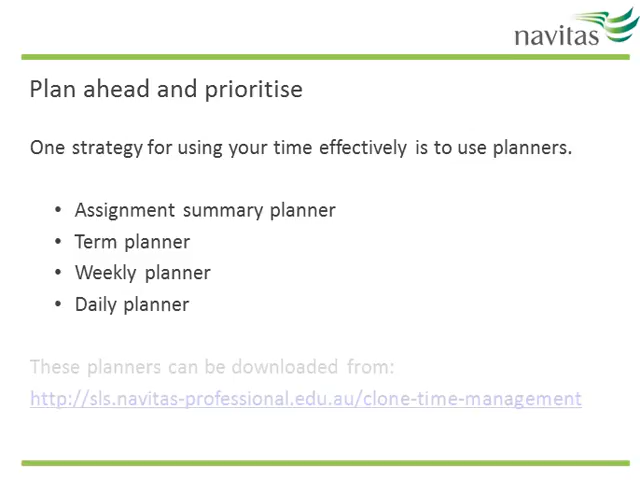 navitas
Plan ahead and prioritise
One strategy for using your time effectively is to use planners.
• Assignment summary planner
• Term planner
• Weekly planner
• Daily planner
These planners can be downloaded from:
http://sls.navitas-professional.edu.au/clone-time-management